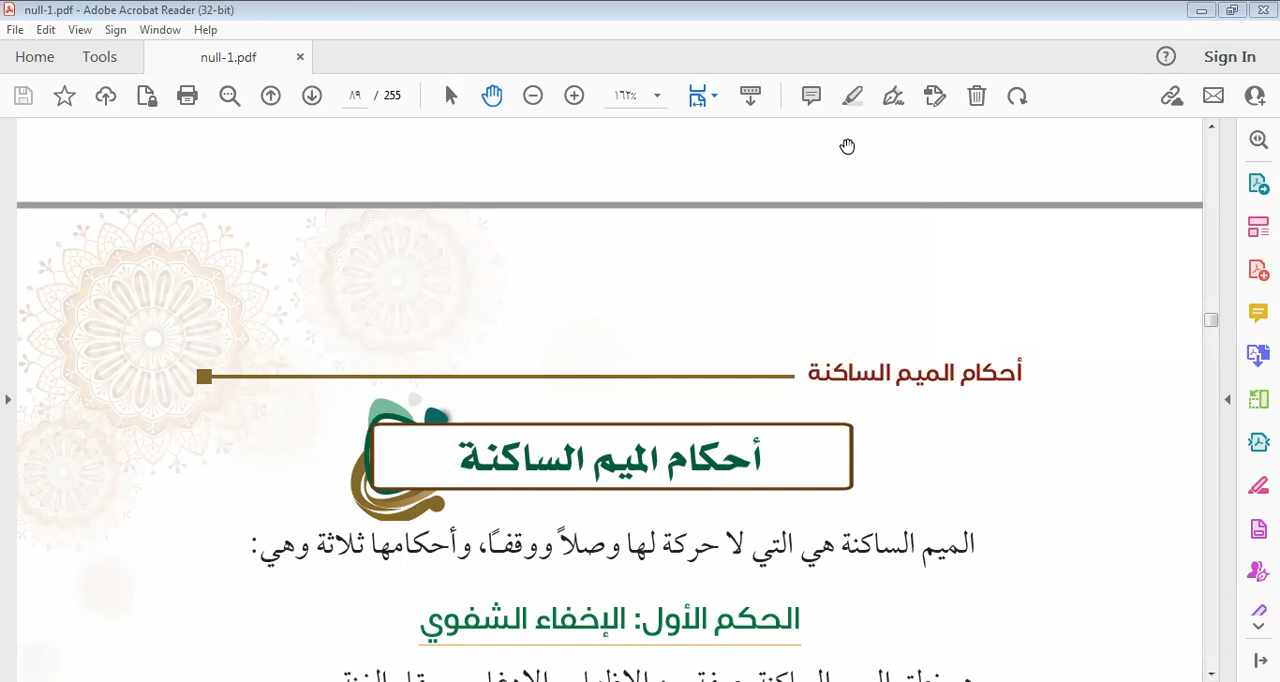 null-1.pdf - Adobe Acrobat Reader (32-bit)
File Edit View Sign Window Help
Home Tools null-1.pdf × Sign In
٨٩ / 255 ١٦٢%
أحكام الميم الساكنة
أحكام الميم الساكنة
الميم الساكنة هي التي لا حركة لها وصلاً ووقفًا، وأحكامها ثلاثة وهي:
الحكم الأول: الإخفاء الشفوي